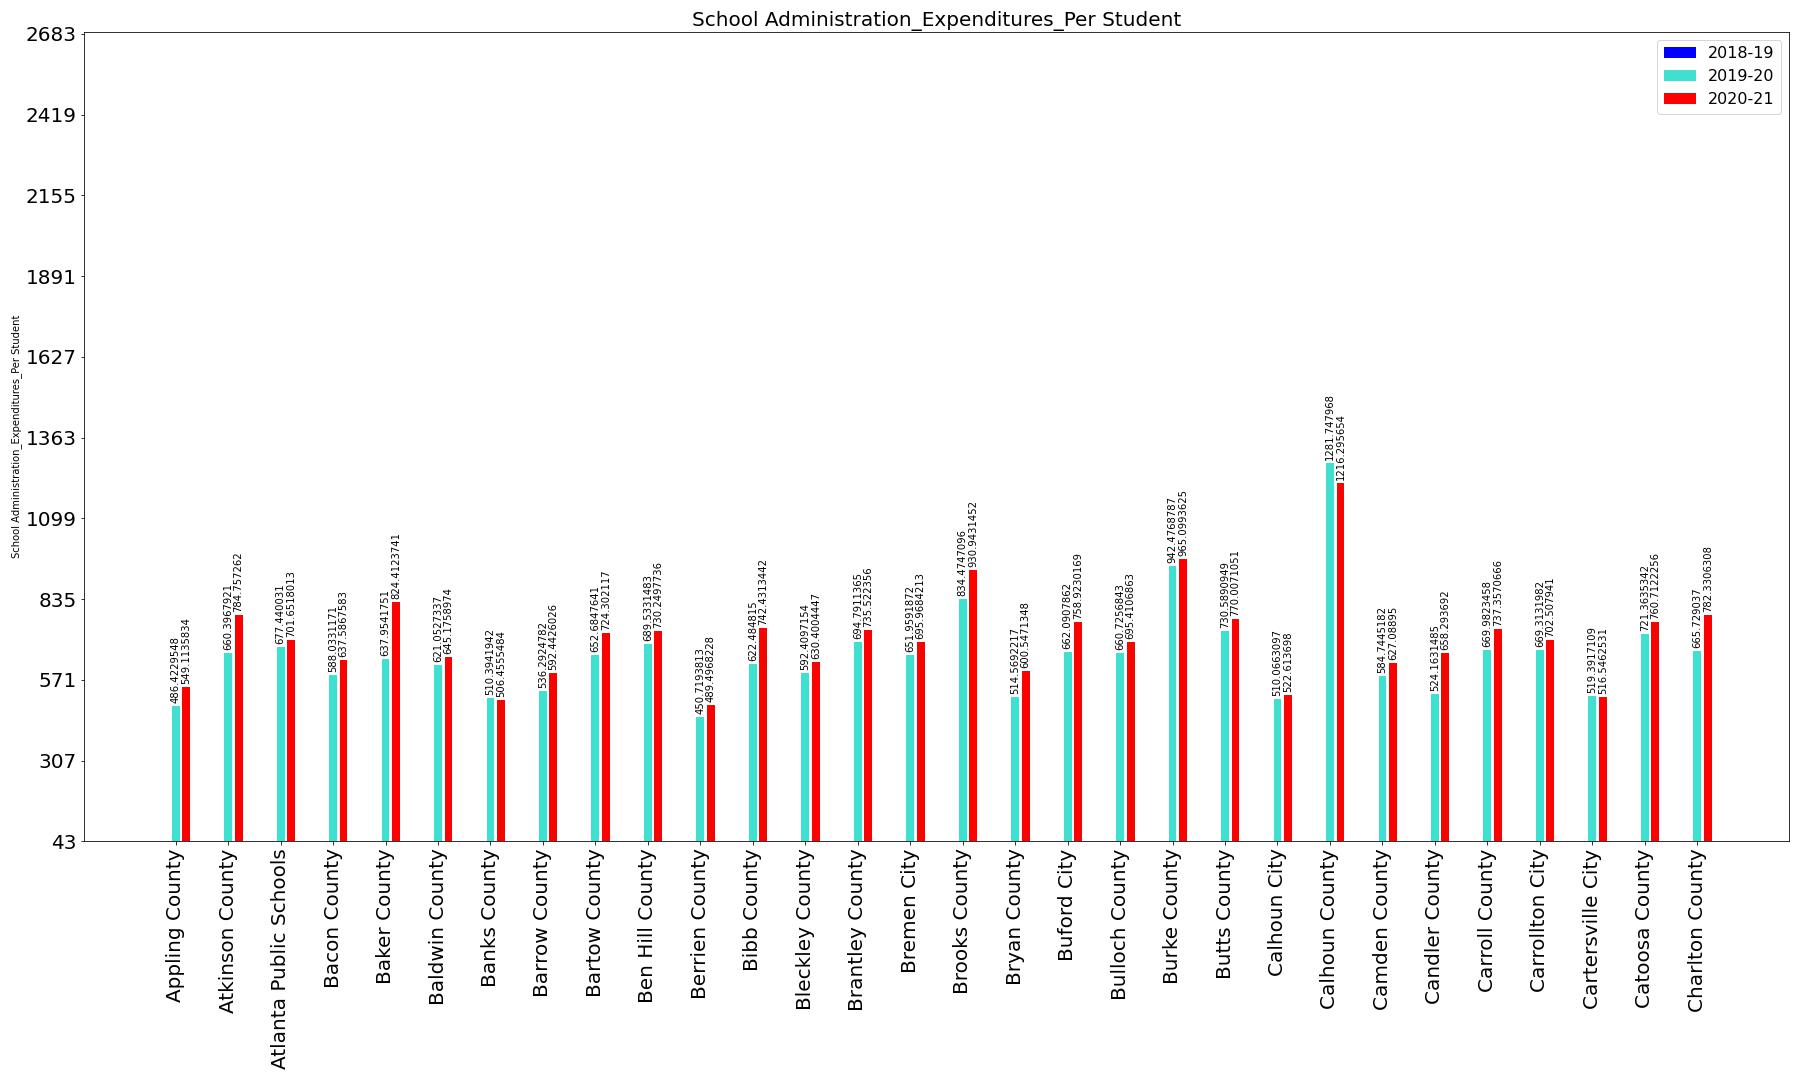 School Administration_Expenditures_Per Student
2018-19
2019-20
2020-21
School Administration_Expenditures_Per Student
2683
2419
2155
1891
1627
1363
1099
835
571
307
43
486.4229548
549.1135834
660.3967921
784.757262
677.440031
701.6518013
588.0331171
637.5867583
637.9541751
824.4123741
621.0527337
645.1758974
510.3941942
506.4555484
536.2924782
592.4426026
652.6847641
724.302117
689.5331483
730.2497736
450.7193813
489.4968228
622.484815
742.4313442
592.4097154
630.4004447
694.7911365
735.522356
651.9591872
695.9684213
834.4747096
930.9431452
514.5692217
600.5471348
662.0907862
758.9230169
660.7256843
695.4106863
942.4768787
965.0993625
730.5890949
770.0071051
510.0663097
522.613698
1281.747968
1216.295654
584.7445182
627.08895
524.1631485
658.293692
669.9823458
737.3570666
669.3131982
702.507941
519.3917109
516.5462531
721.3635342
760.7122256
665.729037
782.3306308
Appling County
Atkinson County
Atlanta Public Schools
Bacon County
Baker County
Baldwin County
Banks County
Barrow County
Bartow County
Ben Hill County
Berrien County
Bibb County
Bleckley County
Brantley County
Bremen City
Brooks County
Bryan County
Buford City
Bulloch County
Burke County
Butts County
Calhoun City
Calhoun County
Camden County
Candler County
Carroll County
Carrollton City
Cartersville City
Catoosa County
Charlton County